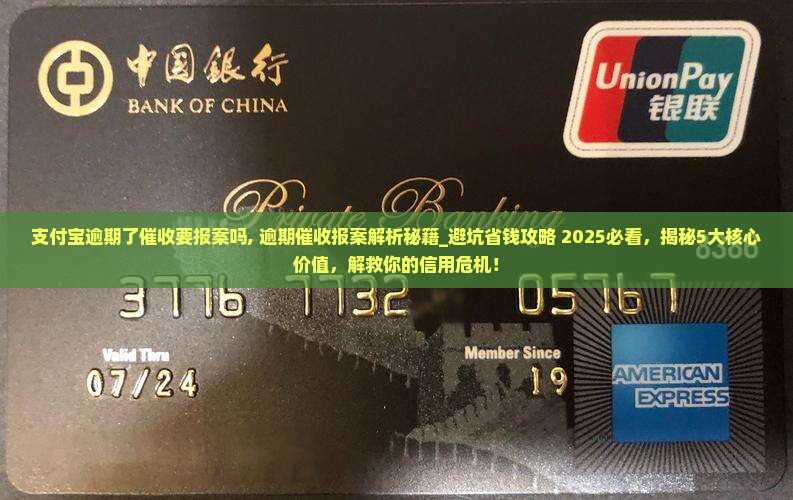 中国银行
BANK OF CHINA
UnionPay
银联
Private Banking
支付宝逾期了催收要报案吗, 逾期催收报案解析秘籍_避坑省钱攻略 2025必看，揭秘5大核心
价值，解救你的信用危机！
Valid Thru
Member Since
07/24
19
AMERICAN
EXPRESS